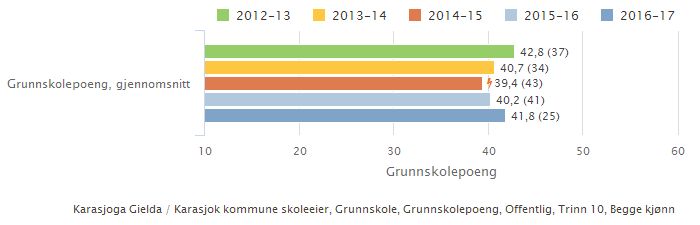 2012-13 2013-14 2014-15 2015-16 2016-17
42,8 (37)
40,7 (34)
Grunnskolepoeng, gjennomsnitt 39,4 (43)
40,2 (41)
41,8 (25)
10 20 30 40 50 60
Grunnskolepoeng
Karasjoga Gielda / Karasjok kommune skoleeier, Grunnskole, Grunnskolepoeng, Offentlig, Trinn 10, Begge kjønn